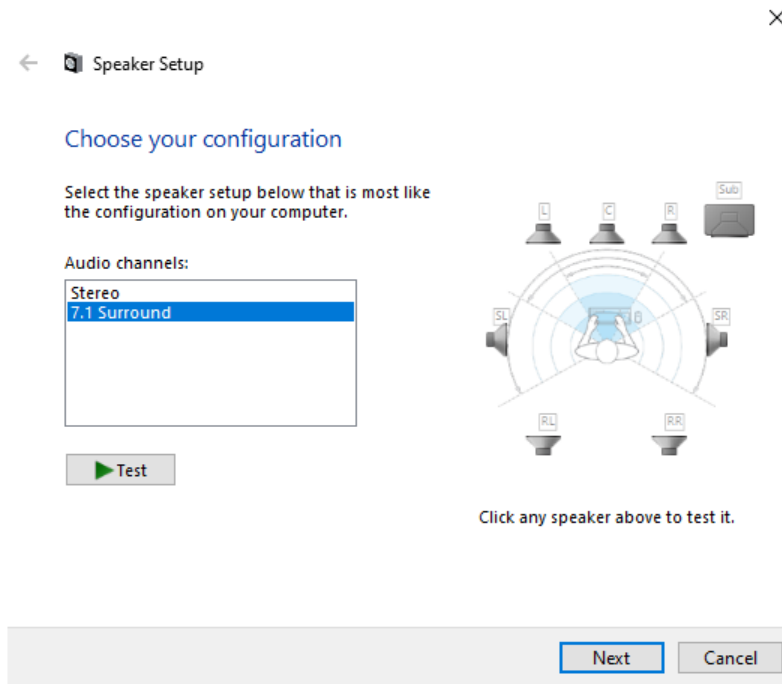 Speaker Setup
Choose your configuration
Select the speaker setup below that is most like
the configuration on your computer.
Audio channels:
Stereo
7.1 Surround
Test
L
C
R
Sub
SL
SR
RL
RR
Click any speaker above to test it.
Next
Cancel